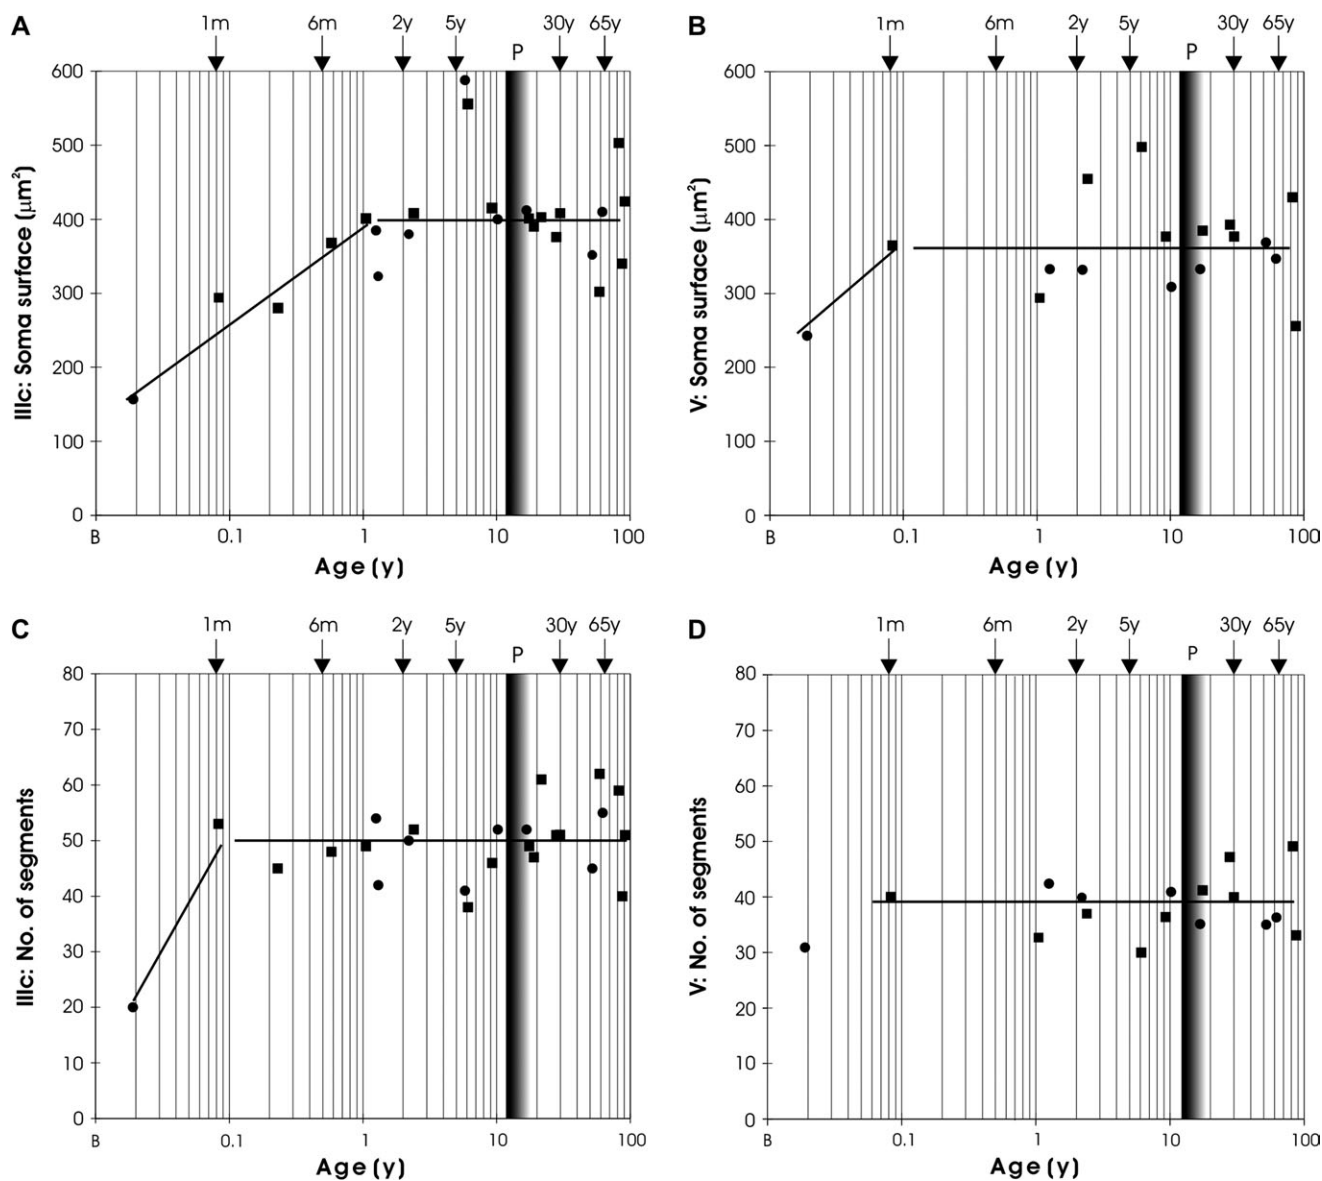 A
1m 6m 2y 5y 30y 65y
P
600
500
400
300
200
100
0
IIIc: Soma surface (μm²)
B 0.1 1 10 100
Age (y)
B
1m 6m 2y 5y 30y 65y
P
600
500
400
300
200
100
0
V: Soma surface (μm²)
B 0.1 1 10 100
Age (y)
C
1m 6m 2y 5y 30y 65y
P
80
70
60
50
40
30
20
10
0
IIIc: No. of segments
B 0.1 1 10 100
Age (y)
D
1m 6m 2y 5y 30y 65y
P
80
70
60
50
40
30
20
10
0
V: No. of segments
B 0.1 1 10 100
Age (y)